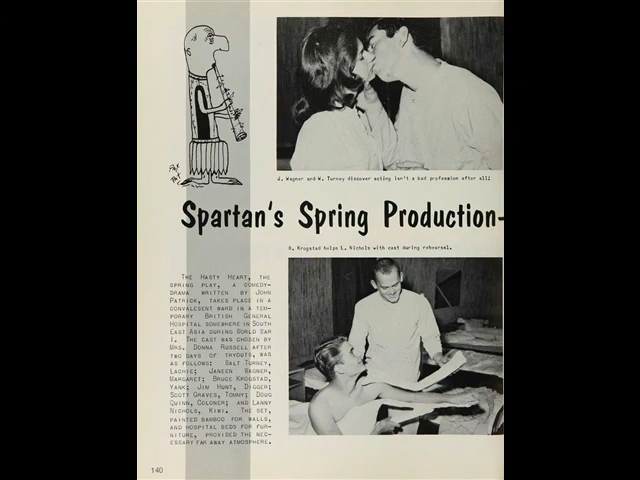 J. Wagner and W. Turney discover acting isn't a bad profession after all!
Spartan's Spring Production-
B. Krogstad helps L. Nichols with cast during rehearsal.
The Hasty Heart, the
spring play, a comedy-
drama written by John
Patrick, takes place in a
convalesent ward in a tem-
porary British General
Hospital somewhere in South
East Asia during World War
I. The cast was chosen by
Mrs. Donna Russell after
two days of tryouts, was
as follows: Walt Turney,
Lachie; Janeen Wagner,
Margaret; Bruce Krogstad,
Yank; Jim Hunt, Digger;
Scott Graves, Tommy; Doug
Quinn, Coloner; and Lanny
Nichols, Kiwi. The set,
painted bamboo for walls,
and hospital beds for fur-
niture, provided the nec-
essary far away atmosphere.
140